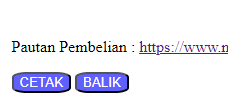 Pautan Pembelian : https://www.
CETAK BALIK